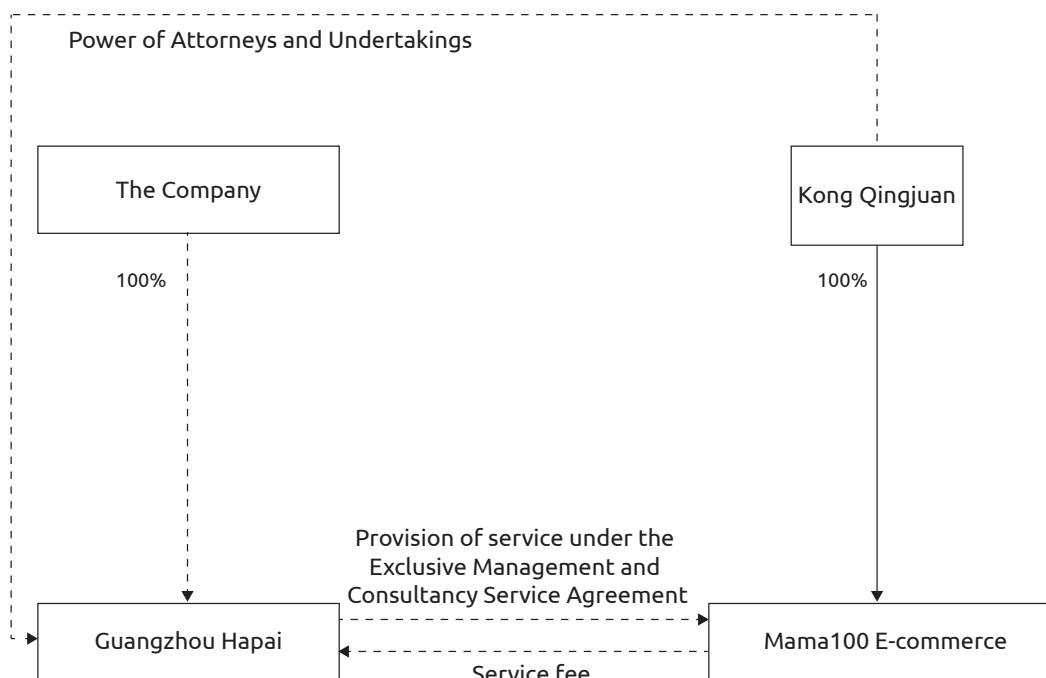 Power of Attorneys and Undertakings
The Company
Kong Qingjuan
100%
100%
Provision of service under the
Exclusive Management and
Consultancy Service Agreement
Guangzhou Hapai
Mama100 E-commerce
Service fee